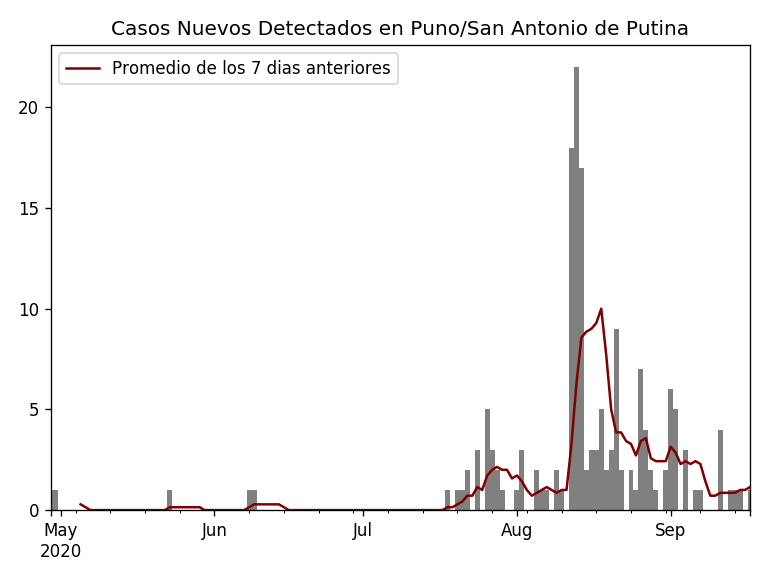 Casos Nuevos Detectados en Puno/San Antonio de Putina
Promedio de los 7 dias anteriores
20
15
10
5
0
May Jun Jul Aug Sep
2020